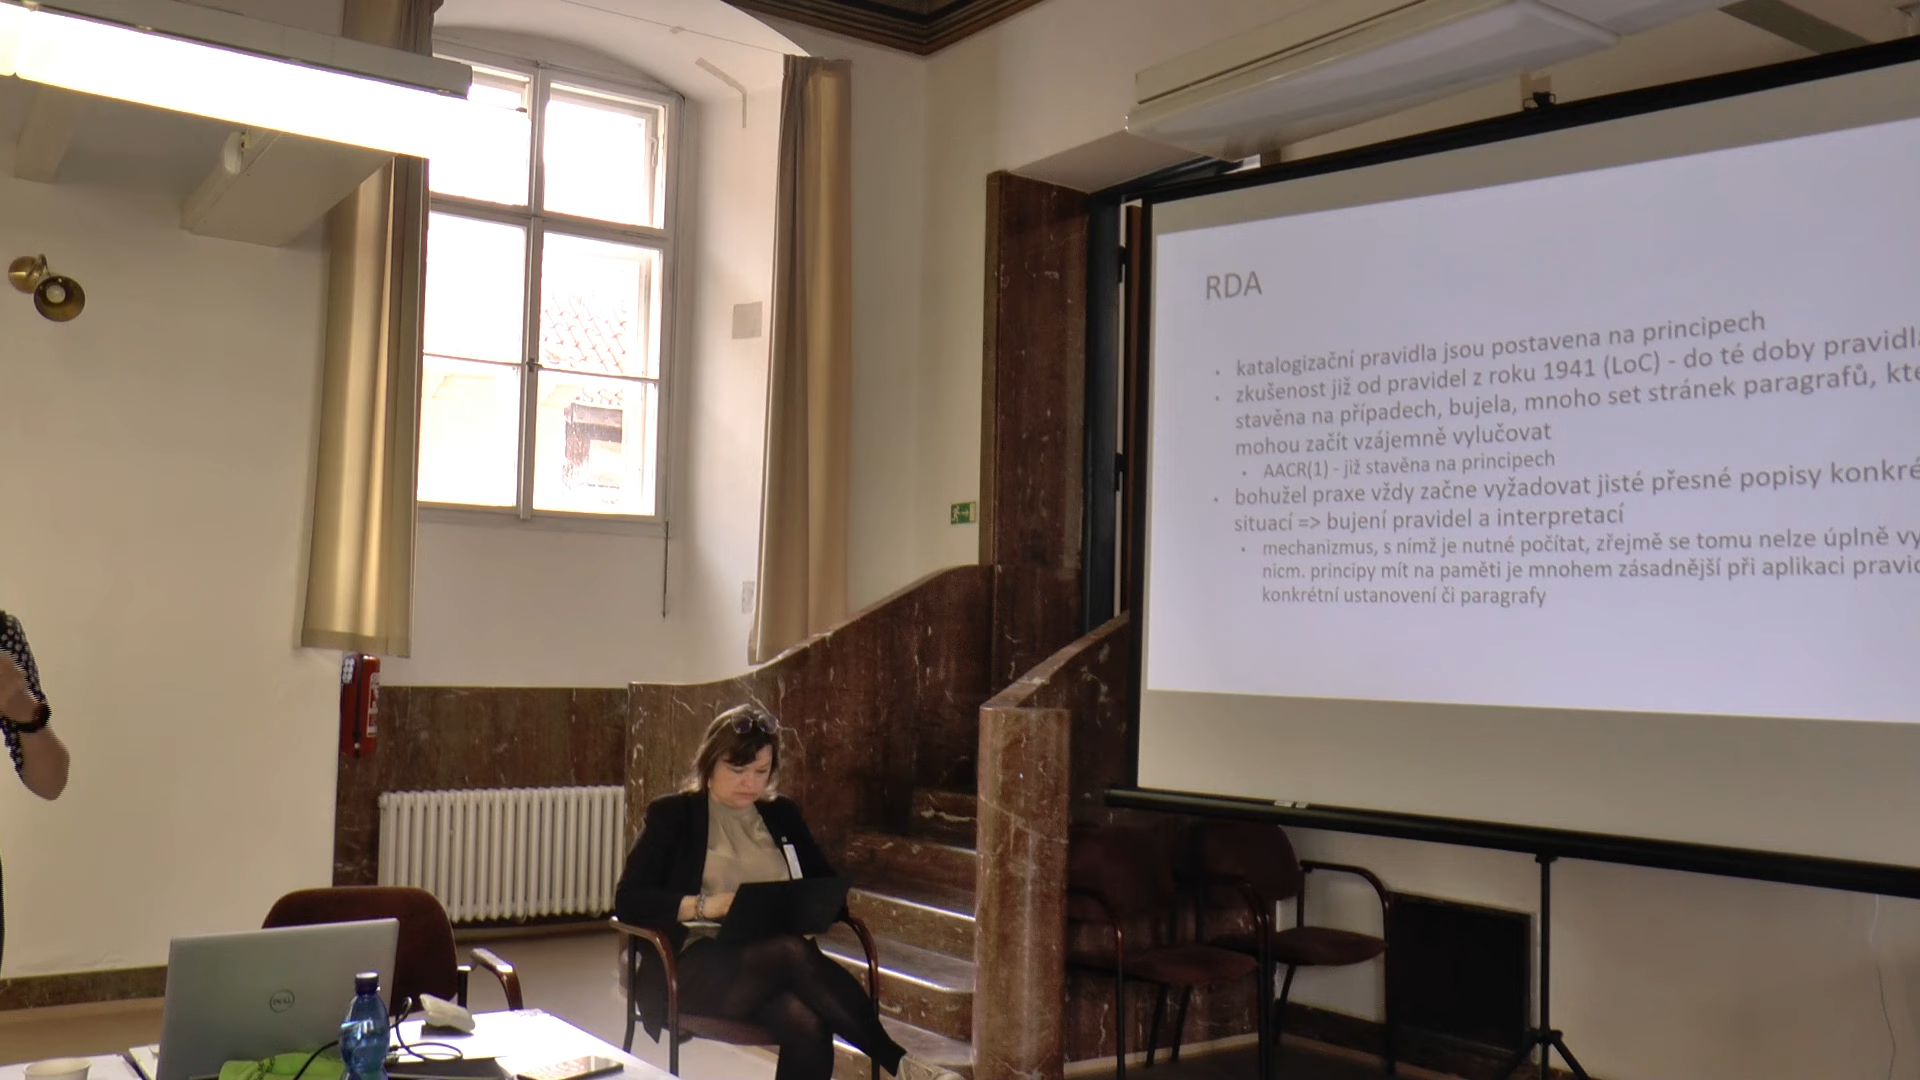 RDA
katalogizační pravidla jsou postavena na principech
zkušenost již od pravidel z roku 1941 (LoC) - do té doby pravidla
stavěna na případech, bujela, mnoho set stránek paragrafů, kte
mohou začít vzájemně vylučovat
AACR(1) - již stavěna na principech
bohužel praxe vždy začne vyžadovat jisté přesné popisy konkré
situací => bujení pravidel a interpretací
mechanizmus, s nímž je nutné počítat, zřejmě se tomu nelze úplně vy
nicm. principy mít na paměti je mnohem zásadnější při aplikaci pravid
konkrétní ustanovení či paragrafy
DELL